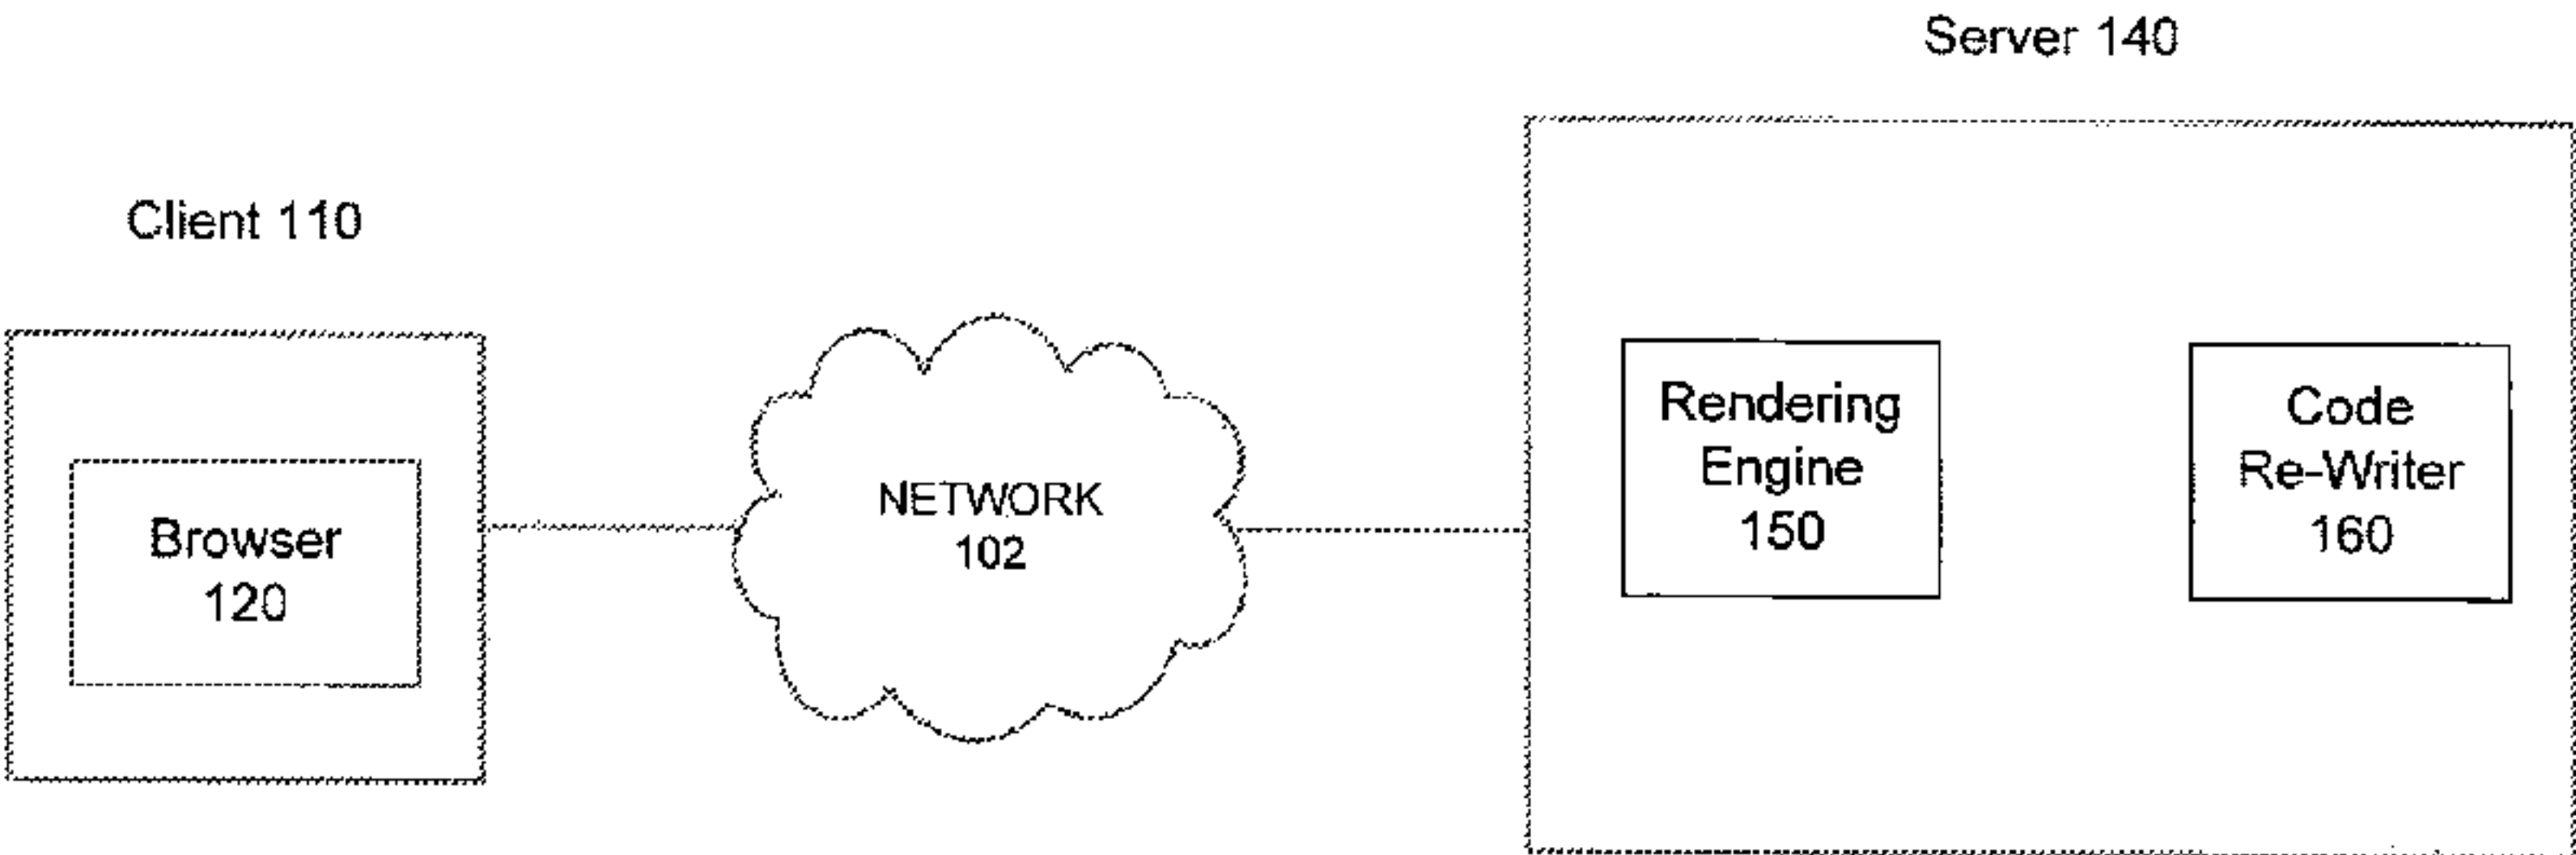 Server 140
Client 110
Browser
120
NETWORK
102
Rendering
Engine
150
Code
Re-Writer
160